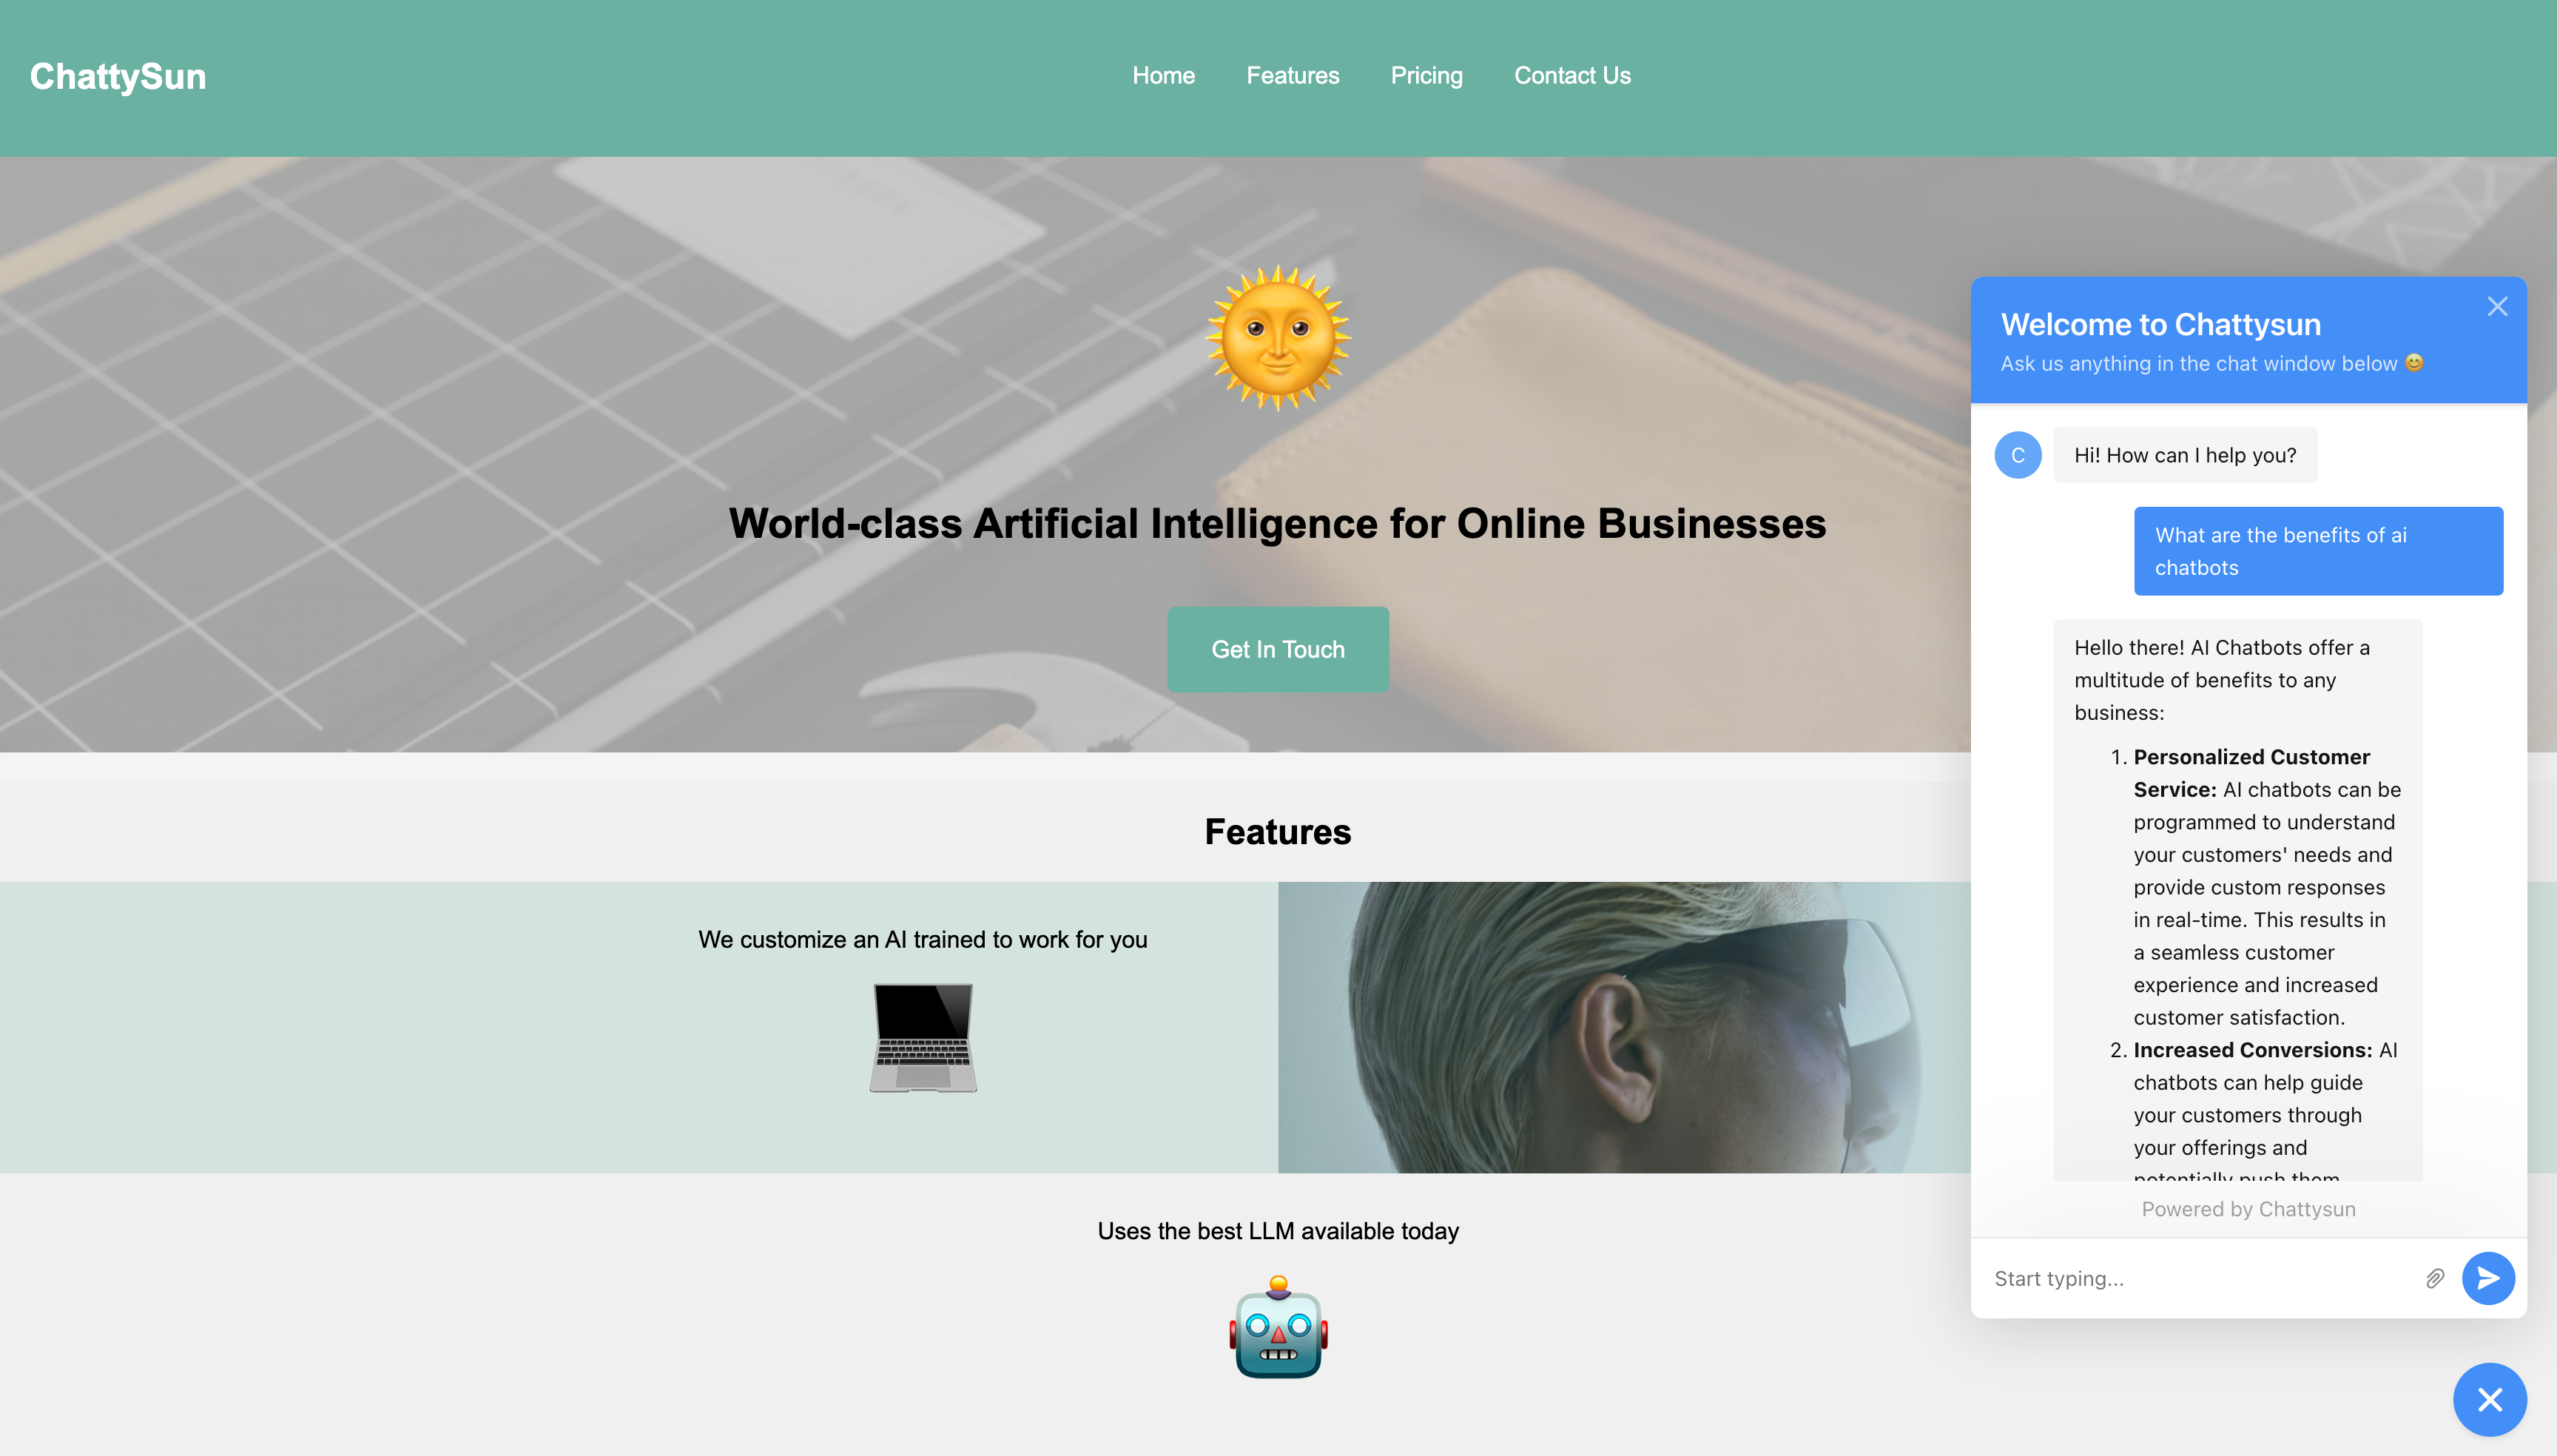 ChattySun
Home
Features
Pricing
Contact Us
World-class Artificial Intelligence for Online Businesses
Get In Touch
Features
We customize an AI trained to work for you
Uses the best LLM available today
Welcome to Chattysun
Ask us anything in the chat window below 😊
C
Hi! How can I help you?
What are the benefits of ai
chatbots
Hello there! AI Chatbots offer a
multitude of benefits to any
business:
1. Personalized Customer
Service: AI chatbots can be
programmed to understand
your customers' needs and
provide custom responses
in real-time. This results in
a seamless customer
experience and increased
customer satisfaction.
2. Increased Conversions: AI
chatbots can help guide
your customers through
your offerings and
potentially push them
Powered by Chattysun
Start typing...